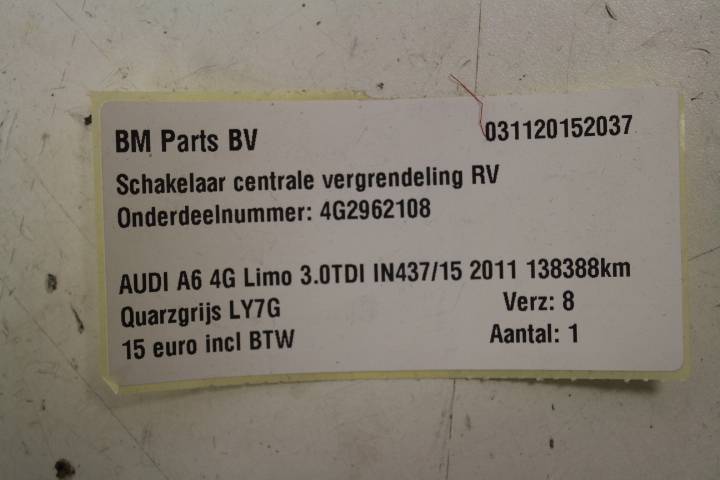 BM Parts BV 031120152037
Schakelaar centrale vergrendeling RV
Onderdeelnummer: 4G2962108
AUDI A6 4G Limo 3.0TDI IN437/15 2011 138388km
Quarzgrijs LY7G Verz: 8
15 euro incl BTW Aantal: 1